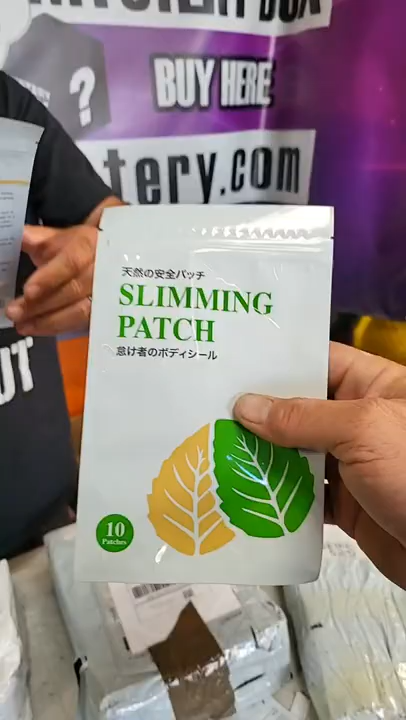 BUY HERE
?
tery.com
天然の安全パッチ
SLIMMING
PATCH
怠け者のボディシール
10
Patches
UT